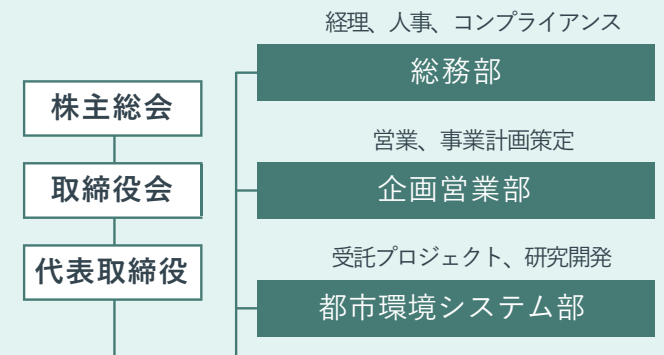 株主総会
取締役会
代表取締役
経理、人事、コンプライアンス
総務部
営業、事業計画策定
企画営業部
受託プロジェクト、研究開発
都市環境システム部